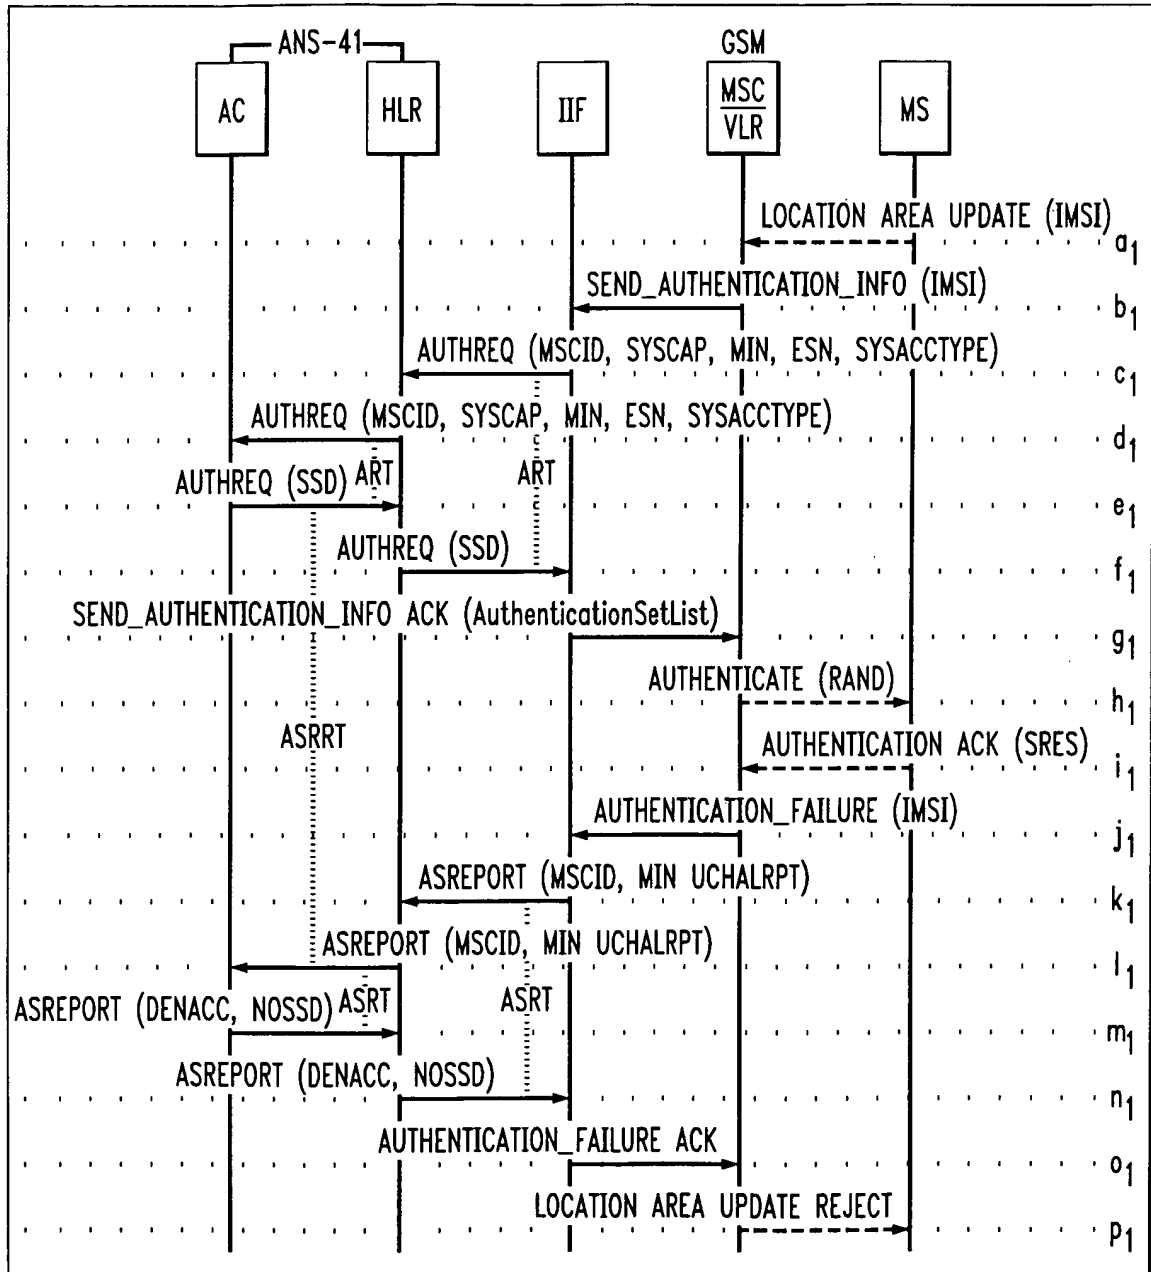 ANS-41
GSM
AC
HLR
IIF
MSC
VLR
MS
LOCATION AREA UPDATE (IMSI)
a1
SEND_AUTHENTICATION_INFO (IMSI)
b1
AUTHREQ (MSCID, SYSCAP, MIN, ESN, SYSACCTYPE)
c1
AUTHREQ (MSCID, SYSCAP, MIN, ESN, SYSACCTYPE)
d1
ART
ART
AUTHREQ (SSD)
e1
AUTHREQ (SSD)
f1
SEND_AUTHENTICATION_INFO ACK (AuthenticationSetList)
g1
AUTHENTICATE (RAND)
h1
ASRRT
AUTHENTICATION ACK (SRES)
i1
AUTHENTICATION_FAILURE (IMSI)
j1
ASREPORT (MSCID, MIN UCHALRPT)
k1
ASREPORT (MSCID, MIN UCHALRPT)
l1
ASREPORT (DENACC, NOSSD)
ASRT
ASRT
m1
ASREPORT (DENACC, NOSSD)
n1
AUTHENTICATION_FAILURE ACK
o1
LOCATION AREA UPDATE REJECT
p1